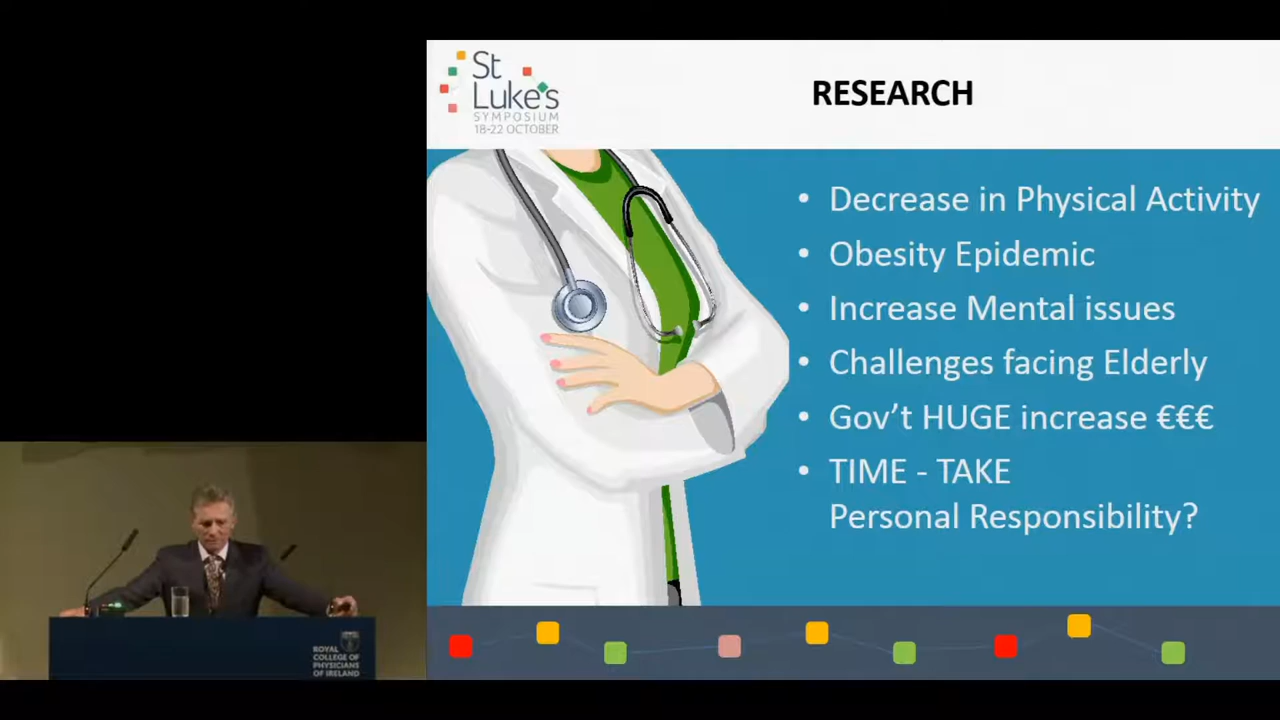 St
Luke's
SYMPOSIUM
18-22 OCTOBER
RESEARCH
• Decrease in Physical Activity
• Obesity Epidemic
• Increase Mental issues
• Challenges facing Elderly
• Gov't HUGE increase €€€
• TIME - TAKE
Personal Responsibility?
ROYAL
COLLEGE OF
PHYSICIANS
OF IRELAND